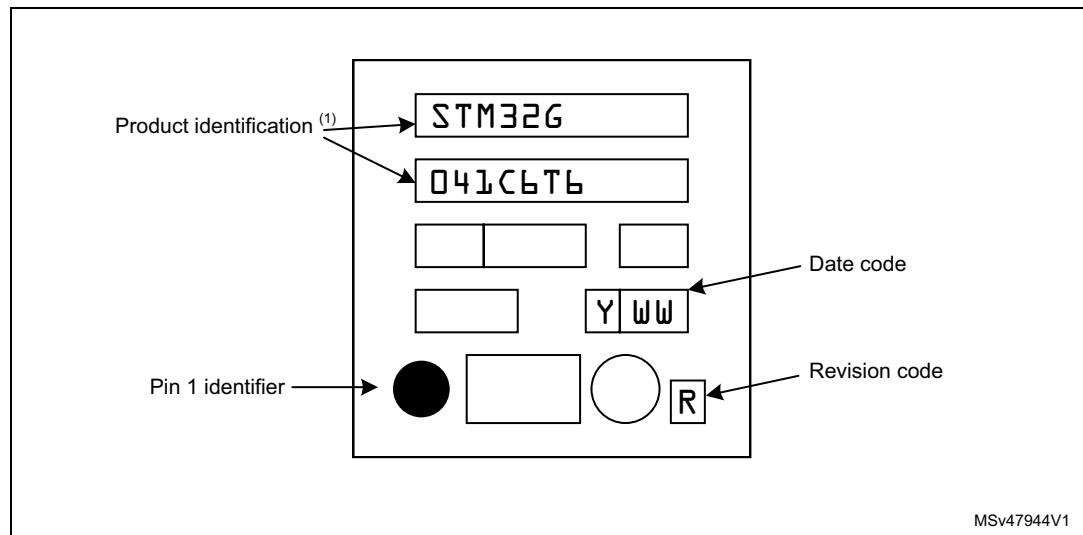 Product identification (1)
STM32G
041C6T6
Date code
Y WW
Pin 1 identifier
Revision code
R
MSv47944V1